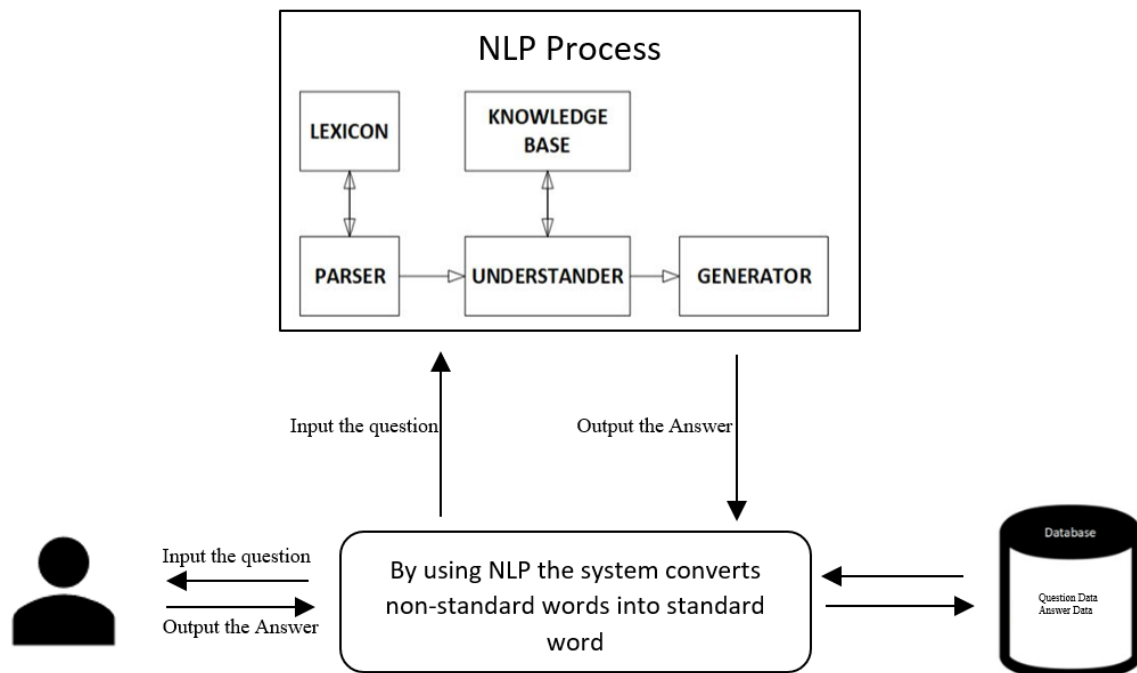 NLP Process
LEXICON
KNOWLEDGE
BASE
PARSER
UNDERSTANDER
GENERATOR
Input the question
Output the Answer
Input the question
Output the Answer
By using NLP the system converts
non-standard words into standard
word
Database
Question Data
Answer Data